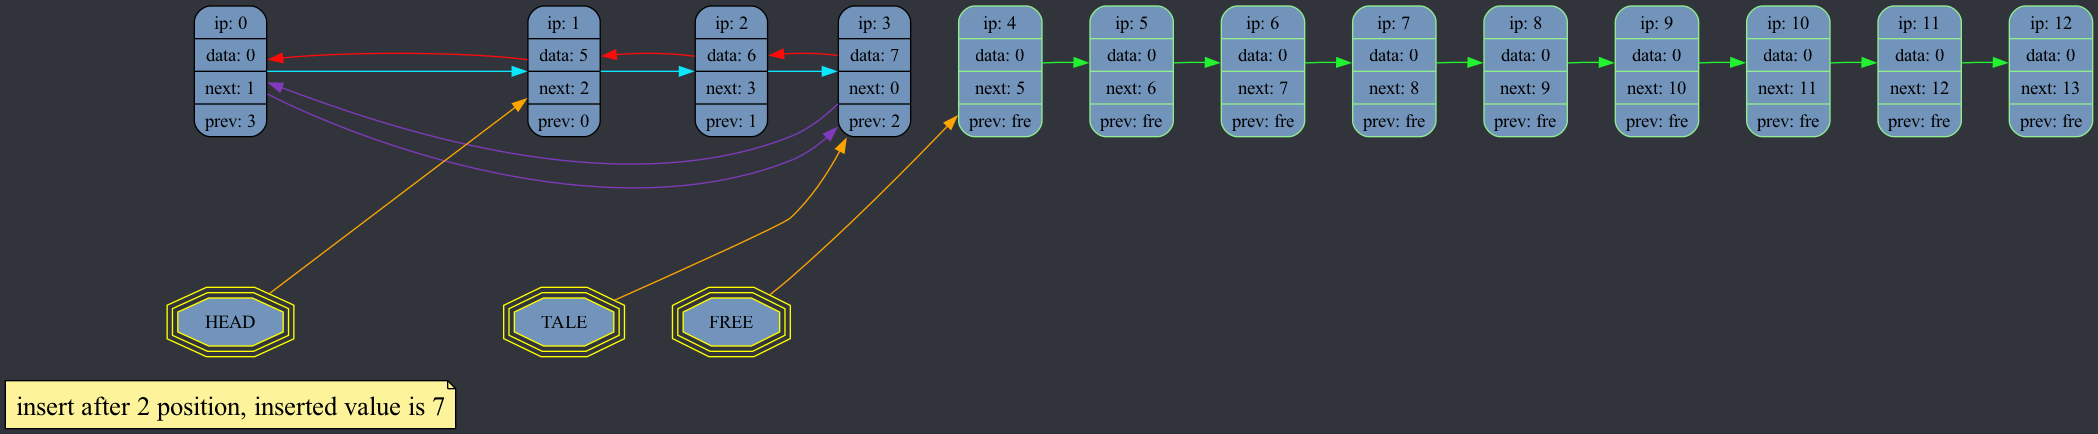 ip: 0
data: 0
next: 1
prev: 3
ip: 1
data: 5
next: 2
prev: 0
ip: 2
data: 6
next: 3
prev: 1
ip: 3
data: 7
next: 0
prev: 2
ip: 4
data: 0
next: 5
prev: fre
ip: 5
data: 0
next: 6
prev: fre
ip: 6
data: 0
next: 7
prev: fre
ip: 7
data: 0
next: 8
prev: fre
ip: 8
data: 0
next: 9
prev: fre
ip: 9
data: 0
next: 10
prev: fre
ip: 10
data: 0
next: 11
prev: fre
ip: 11
data: 0
next: 12
prev: fre
ip: 12
data: 0
next: 13
prev: fre
HEAD
TALE
FREE
insert after 2 position, inserted value is 7